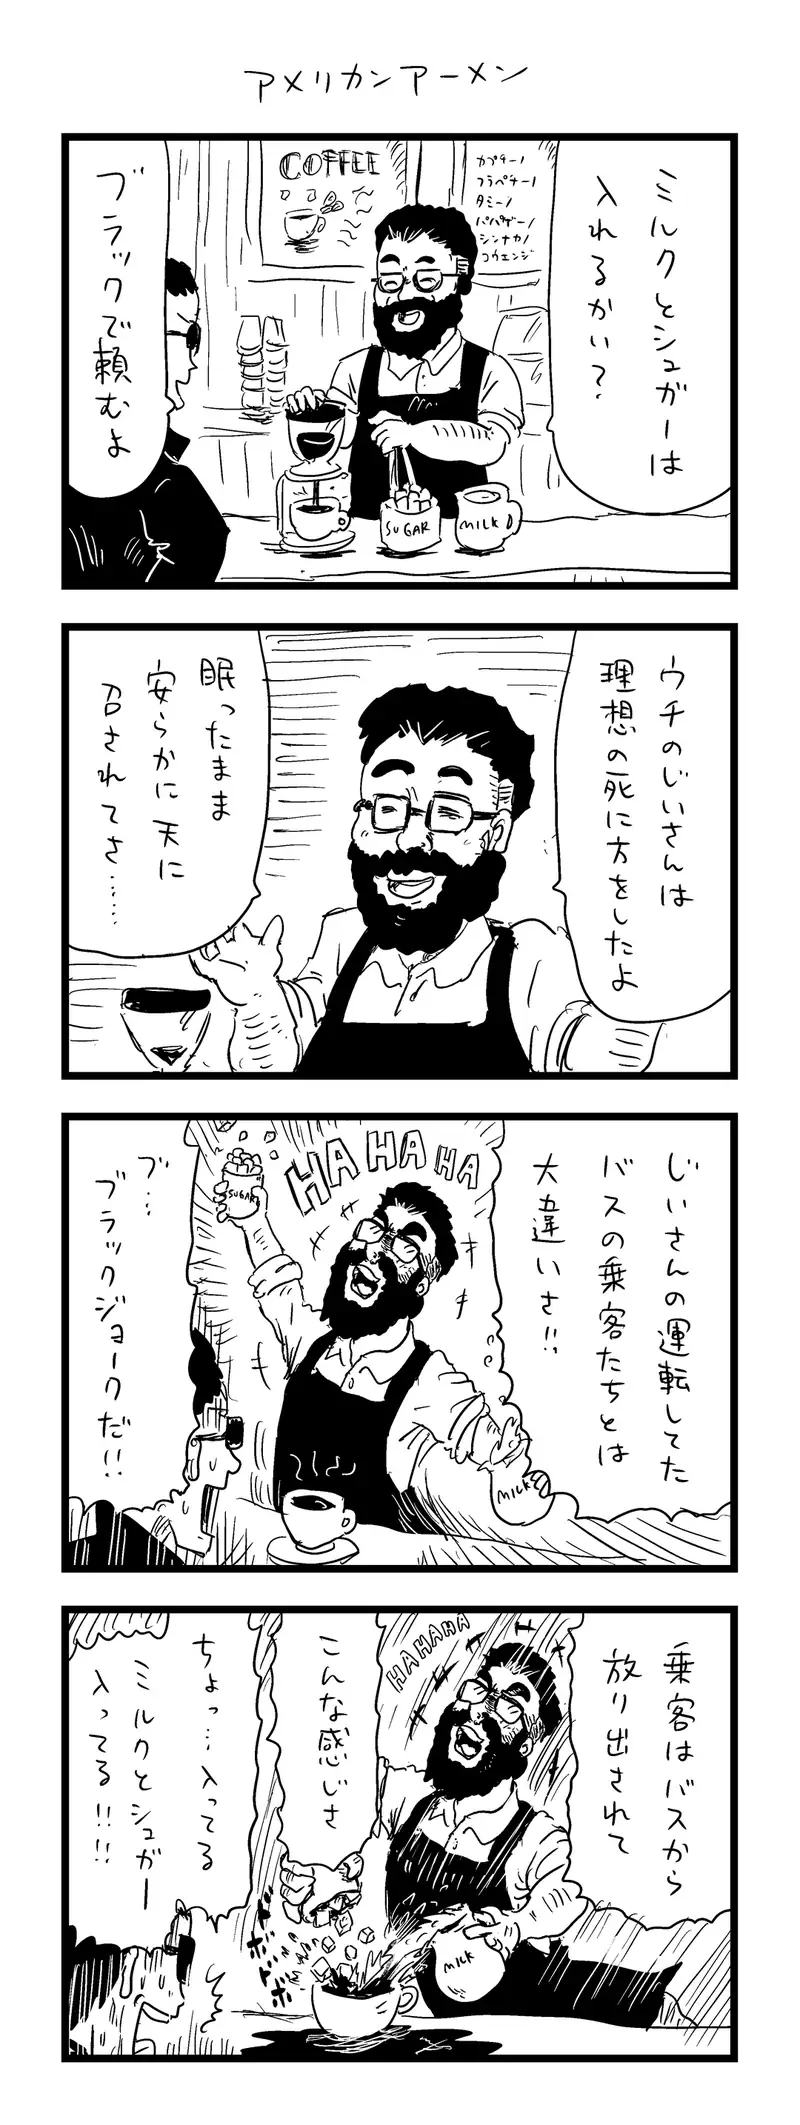 アメリカンアーメン
ミルクとシュガーは
入れるかい?
COFFEE
カプチーノ
フラペチーノ
タミーノ
パパゲーノ
シンナカノ
コウエンジ
ブラックで頼むよ
SUGAR
MILK
ウチのじいさんは
理想の死に方をしたよ
眠ったまま
安らかに天に
召されてさ……
じいさんの運転してた
バスの乗客たちとは
大違いさ!!
HA HA HA
SUGAR
MILK
ブ…
ブラックジョークだ!!
乗客はバスから
放り出されて
HAHAHA
こんな感じさ
MILK
ドボドボ
ちょっ…入ってる
ミルクとシュガー
入ってる!!!